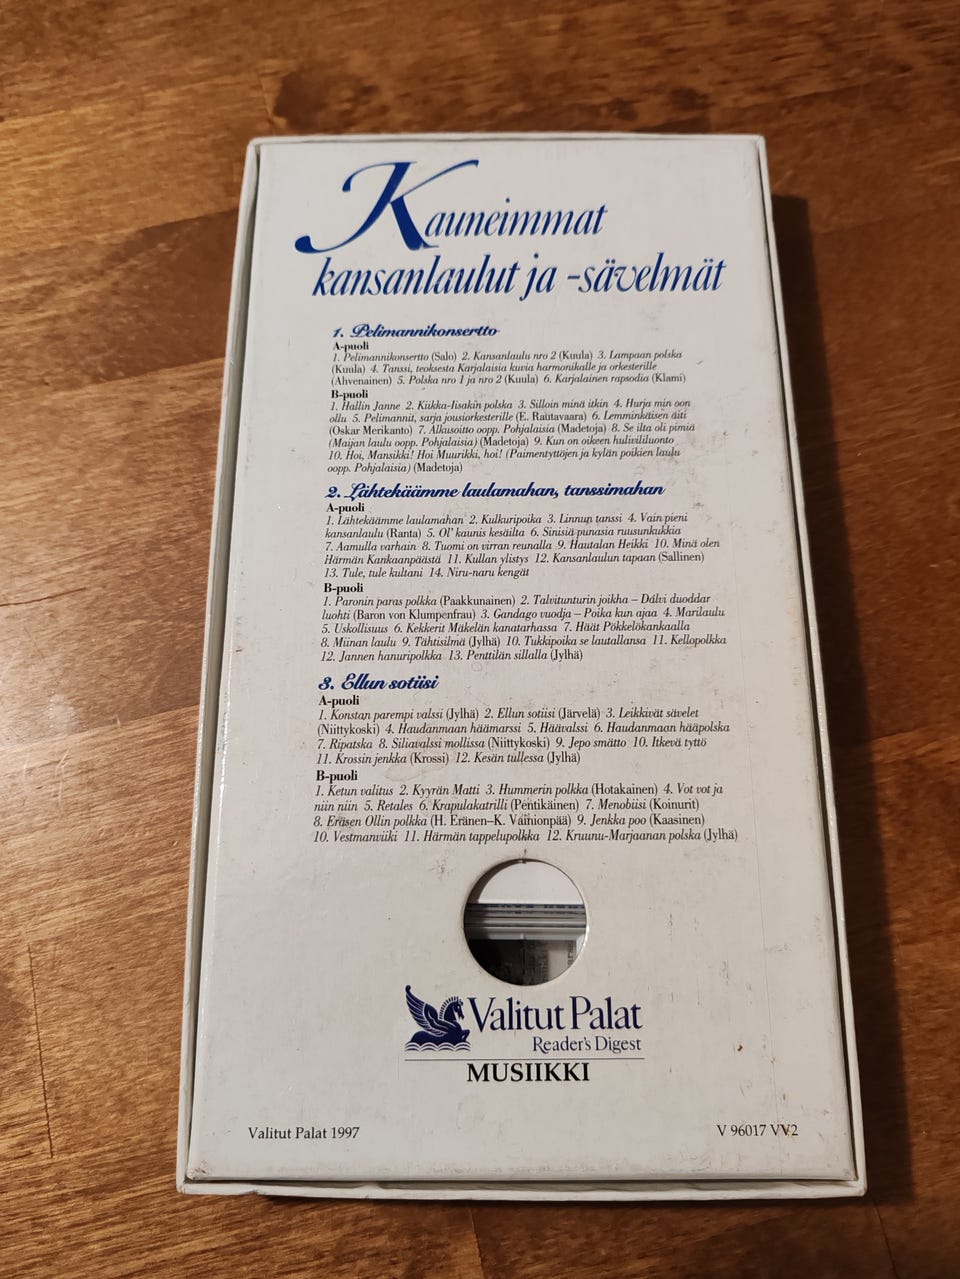 Kauneimmat
kansanlaulut ja -sävelmät
1. Pelimannikonsertto
A-puoli
1. Pelimannikonsertto (Salo) 2. Kansanlaulu nro 2 (Kuula) 3. Lampaan polska
(Kuula) 4. Tanssi, teoksesta Karjalaisia kuvia harmonikalle ja orkesterille
(Ahvenainen) 5. Polska nro 1 ja nro 2 (Kuula) 6. Karjalainen rapsodia (Klami)
B-puoli
1. Hallin Janne 2. Kiikka-Iisakin polska 3. Silloin minä itkin 4. Hurja min oon
ollu 5. Pelimannit, sarja jousiorkesterille (E. Rautavaara) 6. Lemminkäisen äiti
(Oskar Merikanto) 7. Alkusoitto oopp. Pohjalaisia (Madetoja) 8. Se ilta oli pimiä
(Maijan laulu oopp. Pohjalaisia) (Madetoja) 9. Kun on oikeen hulivililuonto
10. Hoi, Mansikki! Hoi Muurikki, hoi! (Paimentyttöjen ja kylän poikien laulu
oopp. Pohjalaisia) (Madetoja)
2. Lähtekäämme laulamahan, tanssimahan
A-puoli
1. Lähtekäämme laulamahan 2. Kulkuripoika 3. Linnun tanssi 4. Vain pieni
kansanlaulu (Ranta) 5. Ol' kaunis kesäilta 6. Sinisiä punasia ruusunkukkia
7. Aamulla varhain 8. Tuomi on virran reunalla 9. Hautalan Heikki 10. Minä olen
Härmän Kankaanpäästä 11. Kullan ylistys 12. Kansanlaulun tapaan (Sallinen)
13. Tule, tule kultani 14. Niru-naru kengät
B-puoli
1. Paronin paras polkka (Paakkunainen) 2. Talvitunturin joikha – Dálvi duoddar
luohti (Baron von Klumpenfrau) 3. Gandago vuodja – Poika kun ajaa 4. Marilaulu
5. Uskollisuus 6. Kekkerit Mäkelän kanatarhassa 7. Häät Pökkelökankaalla
8. Miinan laulu 9. Tähtisilmä (Jylhä) 10. Tukkipoika se lautallansa 11. Kellopolkka
12. Jannen hanuripolkka 13. Penttilän sillalla (Jylhä)
3. Ellun sotiisi
A-puoli
1. Konstan parempi valssi (Jylhä) 2. Ellun sotiisi (Järvelä) 3. Leikkivät sävelet
(Niittykoski) 4. Haudanmaan häämarssi 5. Häävalssi 6. Haudanmaan hääpolska
7. Ripatska 8. Siliavalssi mollissa (Niittykoski) 9. Jepo smätto 10. Itkevä tyttö
11. Krossin jenkka (Krossi) 12. Kesän tullessa (Jylhä)
B-puoli
1. Ketun valitus 2. Kyyrän Matti 3. Hummerin polkka (Hotakainen) 4. Vot vot ja
niin niin 5. Retales 6. Krapulakatrilli (Pentikäinen) 7. Menobiisi (Koinurit)
8. Eräsen Ollin polkka (H. Eränen–K. Vainionpää) 9. Jenkka poo (Kaasinen)
10. Vestmanviiki 11. Härmän tappelupolkka 12. Kruunu-Marjaanan polska (Jylhä)
Valitut Palat
Reader's Digest
MUSIIKKI
Valitut Palat 1997
V 96017 VV2